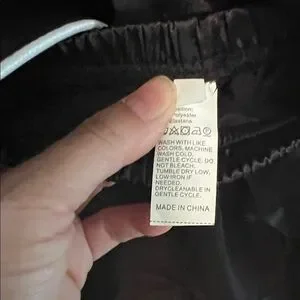 Polyester
Elastane
WASH WITH LIKE
COLORS, MACHINE
WASH COLD.
GENTLE CYCLE. DO
NOT BLEACH.
TUMBLE DRY LOW.
LOW IRON IF
NEEDED.
DRYCLEANABLE IN
GENTLE CYCLE.
MADE IN CHINA